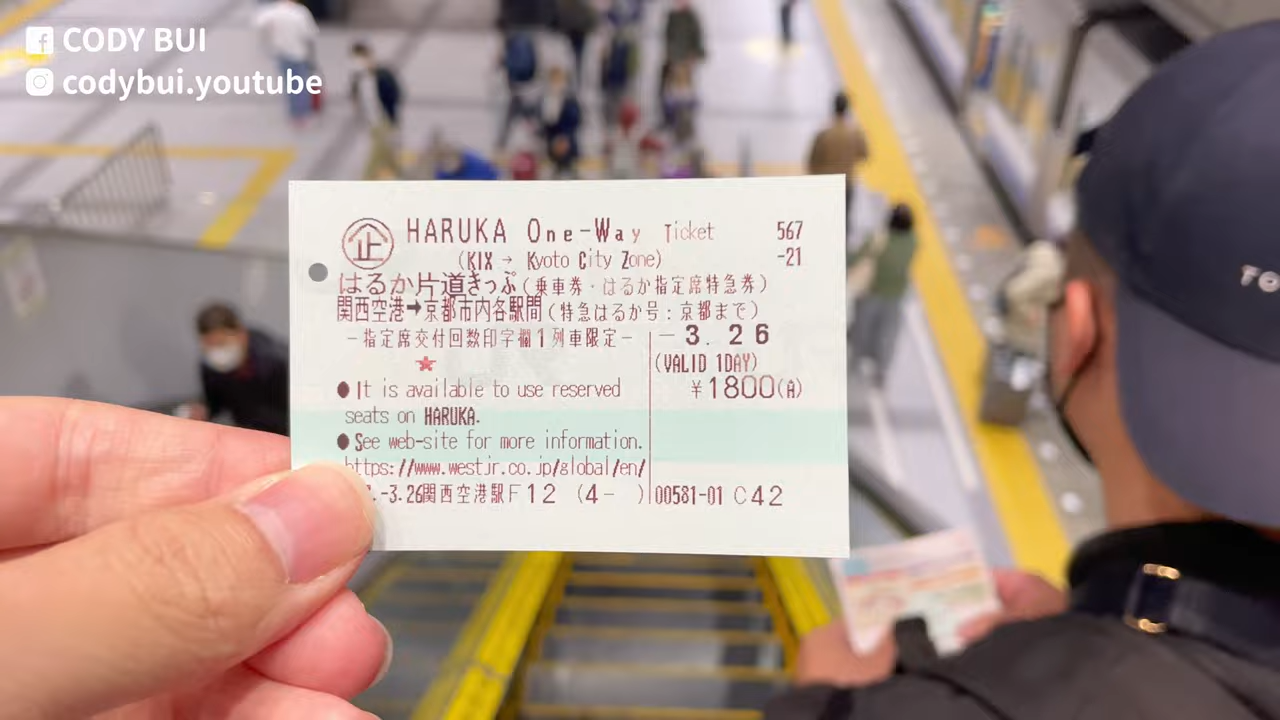 CODY BUI
codybui.youtube
企 HARUKA One-Way Ticket 567
(KIX → Kyoto City Zone) -21
はるか片道きっぷ(乗車券・はるか指定席特急券)
関西空港➡京都市内各駅間(特急はるか号:京都まで)
-指定席交付回数印字欄1列車限定- -3.26
★ (VALID 1DAY)
●It is available to use reserved ¥1800(A)
seats on HARUKA.
●See web-site for more information.
https://www.westjr.co.jp/global/en/
.-3.26関西空港駅F12 (4- ) 00581-01 C42